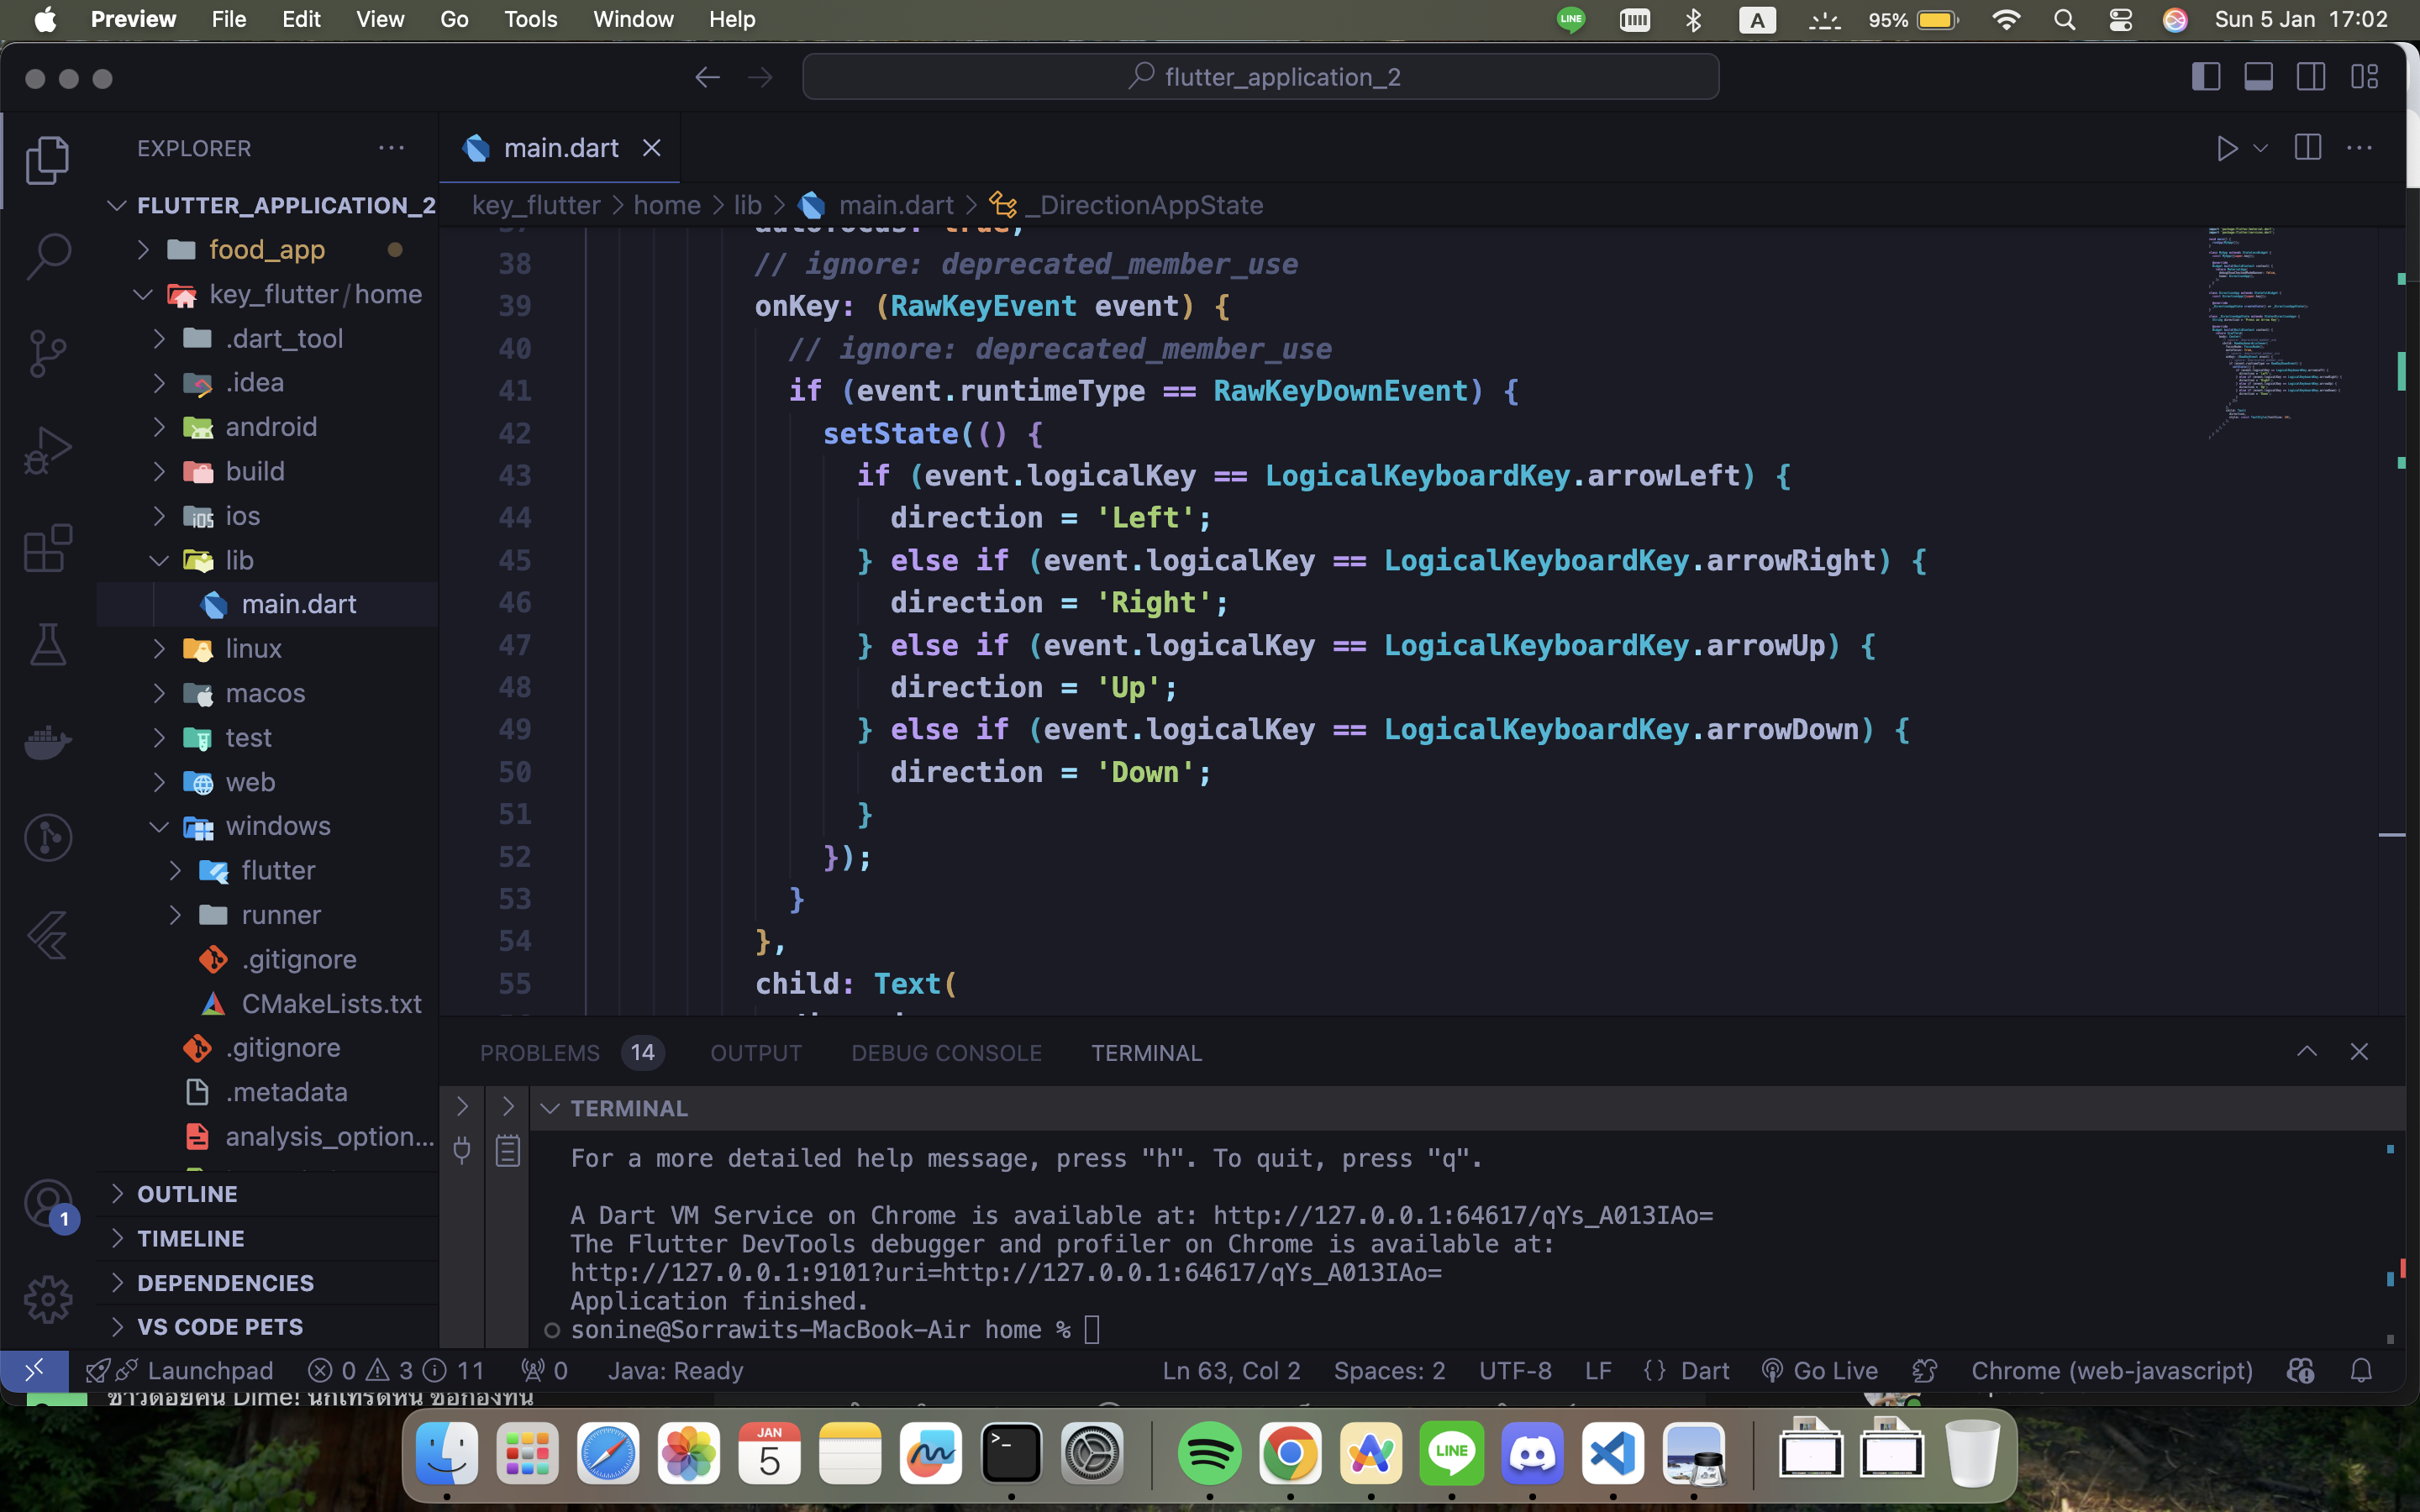 Preview File Edit View Go Tools Window Help LINE A 95% Sun 5 Jan 17:02
flutter_application_2
EXPLORER
main.dart
FLUTTER_APPLICATION_2
key_flutter > home > lib > main.dart > _DirectionAppState
food_app
key_flutter/home
.dart_tool
.idea
android
build
ios
lib
main.dart
linux
macos
test
web
windows
flutter
runner
.gitignore
CMakeLists.txt
.gitignore
.metadata
analysis_option...
OUTLINE
TIMELINE
DEPENDENCIES
VS CODE PETS
1
37 autofocus: true,
38 // ignore: deprecated_member_use
39 onKey: (RawKeyEvent event) {
40 // ignore: deprecated_member_use
41 if (event.runtimeType == RawKeyDownEvent) {
42 setState(() {
43 if (event.logicalKey == LogicalKeyboardKey.arrowLeft) {
44 direction = 'Left';
45 } else if (event.logicalKey == LogicalKeyboardKey.arrowRight) {
46 direction = 'Right';
47 } else if (event.logicalKey == LogicalKeyboardKey.arrowUp) {
48 direction = 'Up';
49 } else if (event.logicalKey == LogicalKeyboardKey.arrowDown) {
50 direction = 'Down';
51 }
52 });
53 }
54 },
55 child: Text(
PROBLEMS 14 OUTPUT DEBUG CONSOLE TERMINAL
TERMINAL
For a more detailed help message, press "h". To quit, press "q".
A Dart VM Service on Chrome is available at: http://127.0.0.1:64617/qYs_A013IAo=
The Flutter DevTools debugger and profiler on Chrome is available at:
http://127.0.0.1:9101?uri=http://127.0.0.1:64617/qYs_A013IAo=
Application finished.
sonine@Sorrawits-MacBook-Air home %
Launchpad 0 3 11 0 Java: Ready Ln 63, Col 2 Spaces: 2 UTF-8 LF {} Dart Go Live Chrome (web-javascript)
JAN
5
LINE